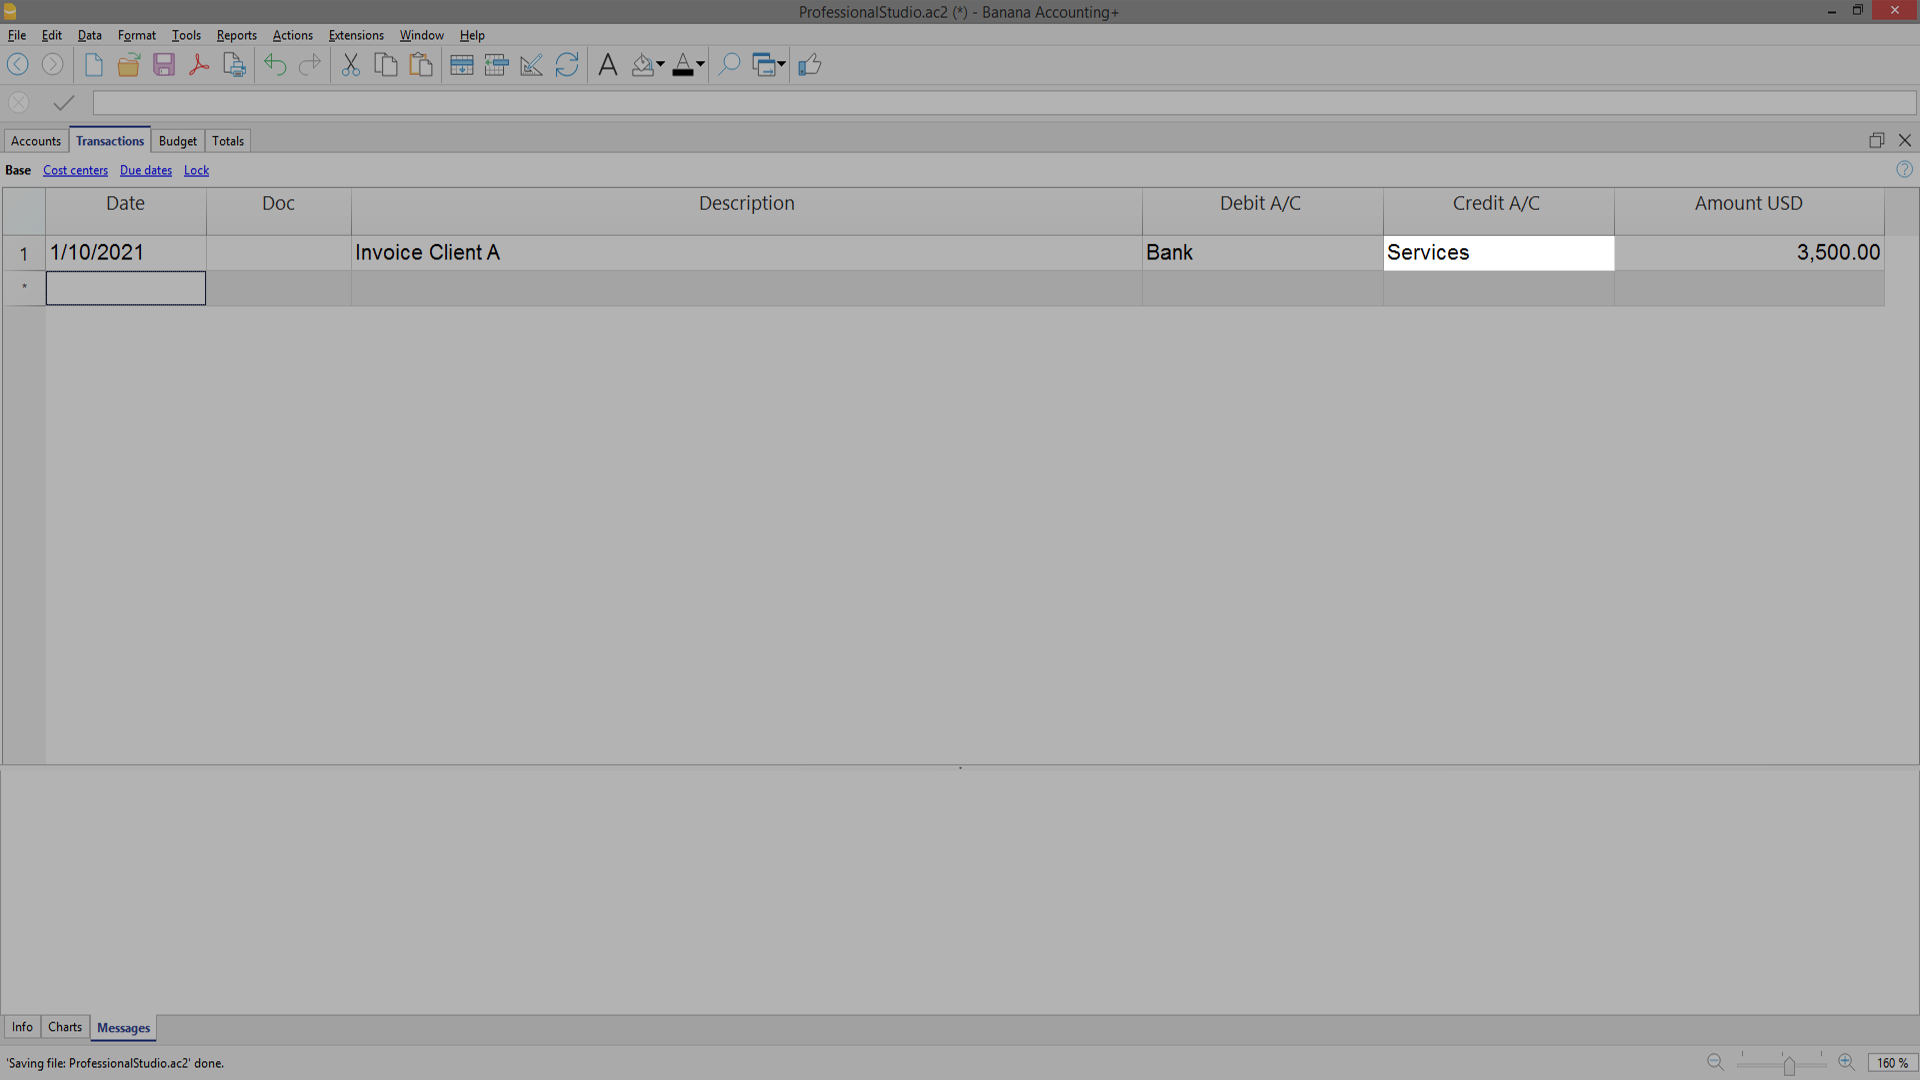 ProfessionalStudio.ac2 (*) - Banana Accounting+
File Edit Data Format Tools Reports Actions Extensions Window Help
Accounts Transactions Budget Totals
Base Cost centers Due dates Lock
Date Doc Description Debit A/C Credit A/C Amount USD
1 1/10/2021 Invoice Client A Bank Services 3,500.00
*
Info Charts Messages
'Saving file: ProfessionalStudio.ac2' done.
160 %